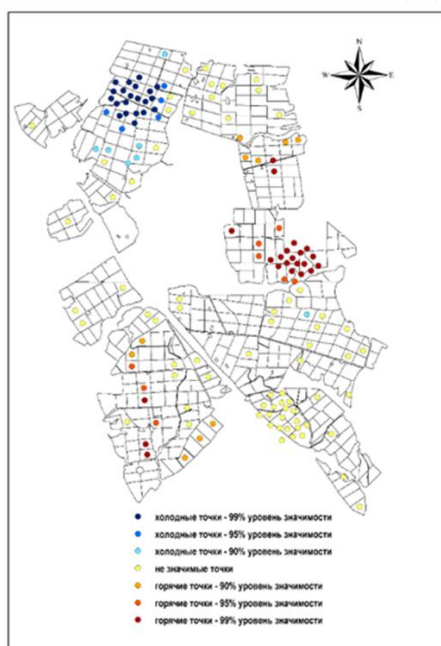 N
W E
S
холодные точки - 99% уровень значимости
холодные точки - 95% уровень значимости
холодные точки - 90% уровень значимости
не значимые точки
горячие точки - 90% уровень значимости
горячие точки - 95% уровень значимости
горячие точки - 99% уровень значимости